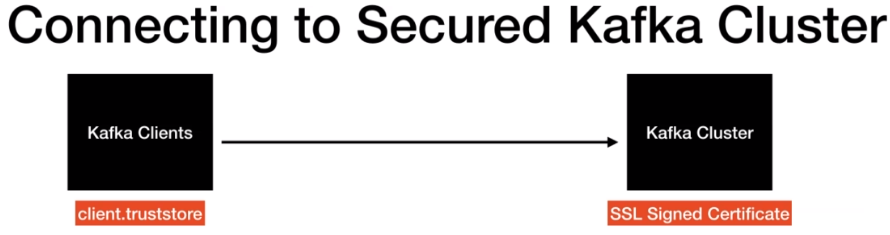 Connecting to Secured Kafka Cluster
Kafka Clients
Kafka Cluster
client.truststore
SSL Signed Certificate